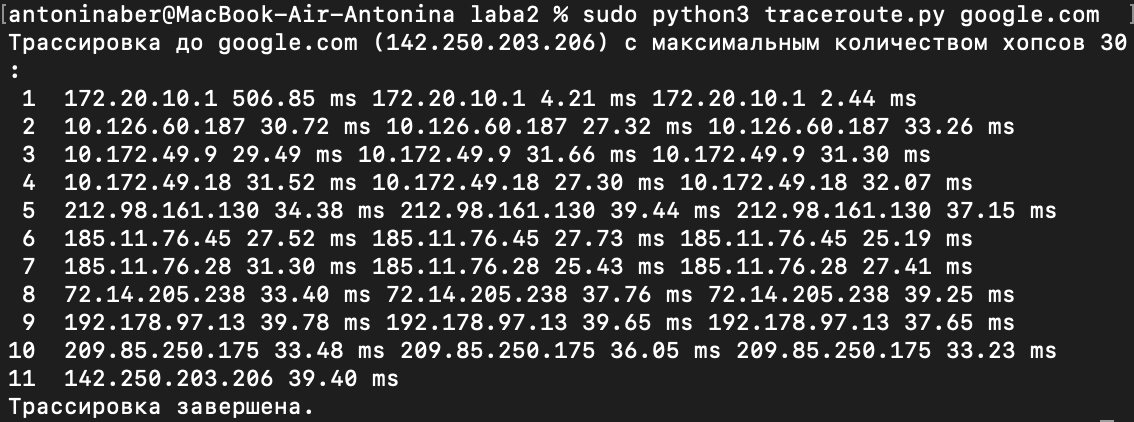 [antoninaber@MacBook-Air-Antonina laba2 % sudo python3 traceroute.py google.com ]
Трассировка до google.com (142.250.203.206) с максимальным количеством хопсов 30
:
1 172.20.10.1 506.85 ms 172.20.10.1 4.21 ms 172.20.10.1 2.44 ms
2 10.126.60.187 30.72 ms 10.126.60.187 27.32 ms 10.126.60.187 33.26 ms
3 10.172.49.9 29.49 ms 10.172.49.9 31.66 ms 10.172.49.9 31.30 ms
4 10.172.49.18 31.52 ms 10.172.49.18 27.30 ms 10.172.49.18 32.07 ms
5 212.98.161.130 34.38 ms 212.98.161.130 39.44 ms 212.98.161.130 37.15 ms
6 185.11.76.45 27.52 ms 185.11.76.45 27.73 ms 185.11.76.45 25.19 ms
7 185.11.76.28 31.30 ms 185.11.76.28 25.43 ms 185.11.76.28 27.41 ms
8 72.14.205.238 33.40 ms 72.14.205.238 37.76 ms 72.14.205.238 39.25 ms
9 192.178.97.13 39.78 ms 192.178.97.13 39.65 ms 192.178.97.13 37.65 ms
10 209.85.250.175 33.48 ms 209.85.250.175 36.05 ms 209.85.250.175 33.23 ms
11 142.250.203.206 39.40 ms
Трассировка завершена.